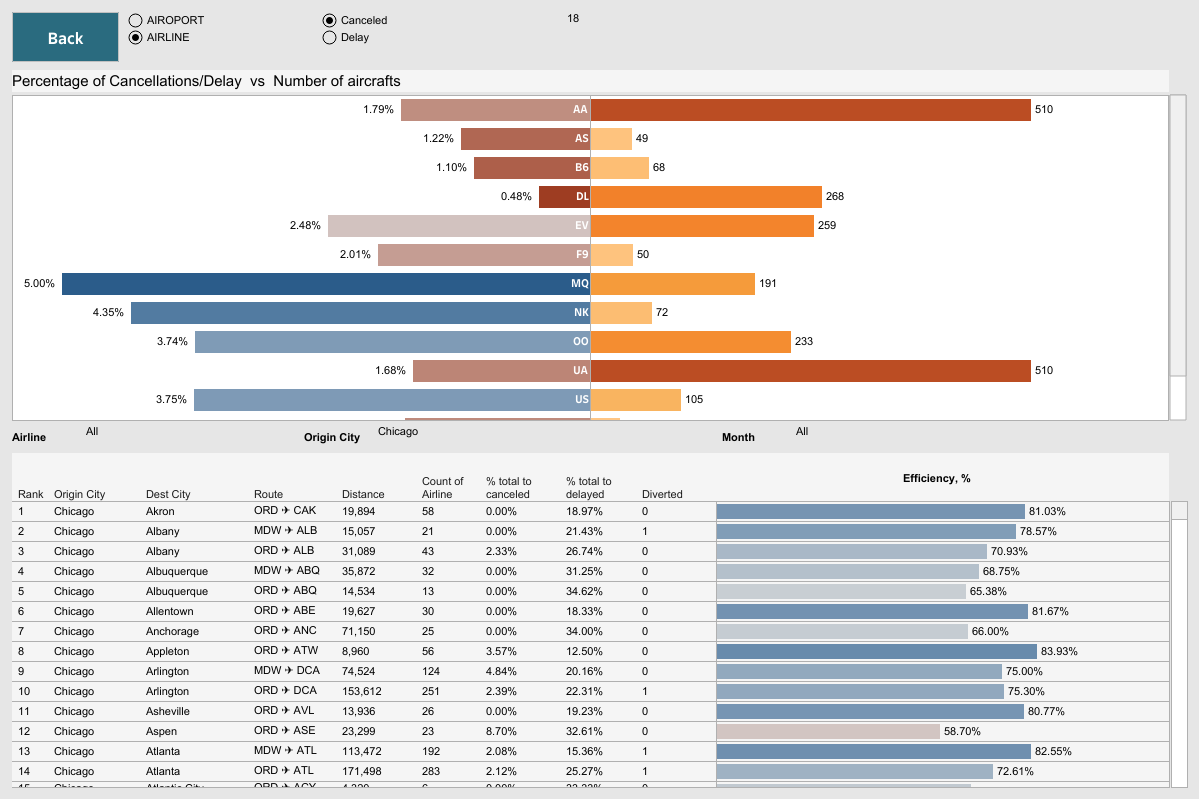 Back
AIROPORT
AIRLINE
Canceled
Delay
18
Percentage of Cancellations/Delay vs Number of aircrafts
1.79% AA 510
1.22% AS 49
1.10% B6 68
0.48% DL 268
2.48% EV 259
2.01% F9 50
5.00% MQ 191
4.35% NK 72
3.74% OO 233
1.68% UA 510
3.75% US 105
Airline All Origin City Chicago Month All
Rank Origin City Dest City Route Distance Count of Airline % total to canceled % total to delayed Diverted Efficiency, %
1 Chicago Akron ORD ✈ CAK 19,894 58 0.00% 18.97% 0 81.03%
2 Chicago Albany MDW ✈ ALB 15,057 21 0.00% 21.43% 1 78.57%
3 Chicago Albany ORD ✈ ALB 31,089 43 2.33% 26.74% 0 70.93%
4 Chicago Albuquerque MDW ✈ ABQ 35,872 32 0.00% 31.25% 0 68.75%
5 Chicago Albuquerque ORD ✈ ABQ 14,534 13 0.00% 34.62% 0 65.38%
6 Chicago Allentown ORD ✈ ABE 19,627 30 0.00% 18.33% 0 81.67%
7 Chicago Anchorage ORD ✈ ANC 71,150 25 0.00% 34.00% 0 66.00%
8 Chicago Appleton ORD ✈ ATW 8,960 56 3.57% 12.50% 0 83.93%
9 Chicago Arlington MDW ✈ DCA 74,524 124 4.84% 20.16% 0 75.00%
10 Chicago Arlington ORD ✈ DCA 153,612 251 2.39% 22.31% 1 75.30%
11 Chicago Asheville ORD ✈ AVL 13,936 26 0.00% 19.23% 0 80.77%
12 Chicago Aspen ORD ✈ ASE 23,299 23 8.70% 32.61% 0 58.70%
13 Chicago Atlanta MDW ✈ ATL 113,472 192 2.08% 15.36% 1 82.55%
14 Chicago Atlanta ORD ✈ ATL 171,498 283 2.12% 25.27% 1 72.61%